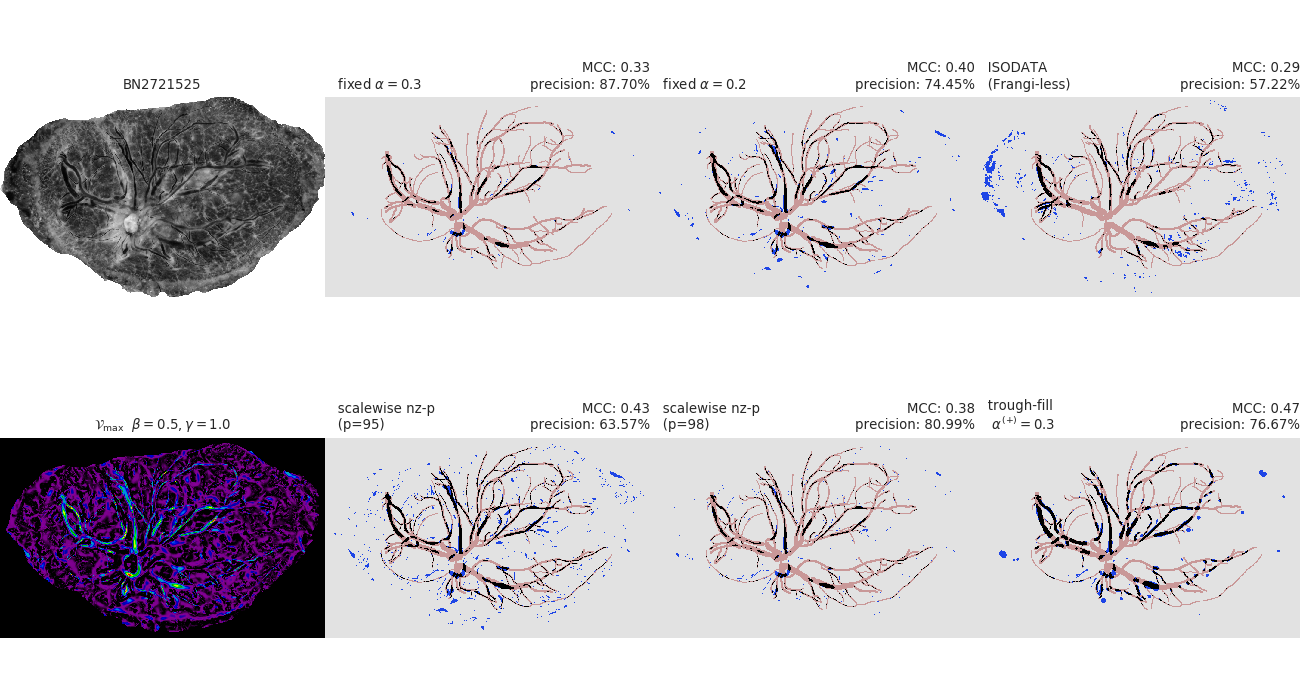 BN2721525
fixed α = 0.3
MCC: 0.33
precision: 87.70%
fixed α = 0.2
MCC: 0.40
precision: 74.45%
ISODATA
(Frangi-less)
MCC: 0.29
precision: 57.22%
𝒱max β = 0.5, γ = 1.0
scalewise nz-p
(p=95)
MCC: 0.43
precision: 63.57%
scalewise nz-p
(p=98)
MCC: 0.38
precision: 80.99%
trough-fill
α(+) = 0.3
MCC: 0.47
precision: 76.67%